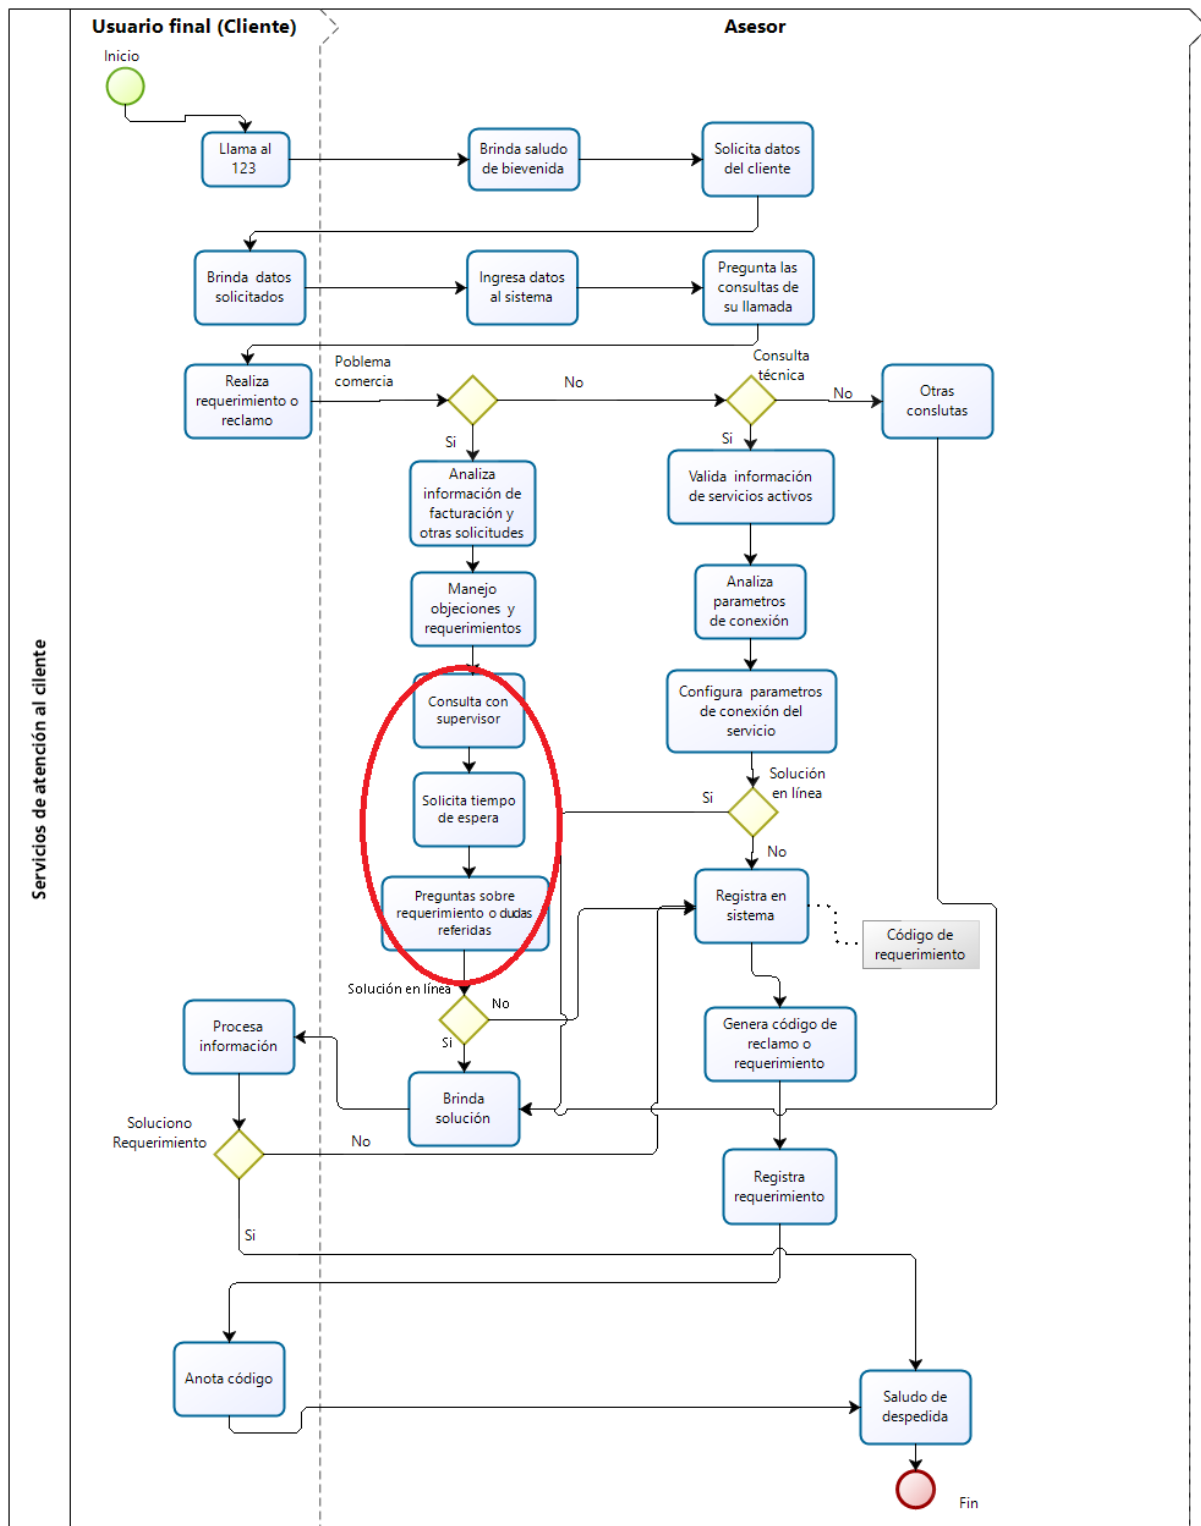 Usuario final (Cliente)
Asesor
Servicios de atención al cilente
Inicio
Llama al
123
Brinda saludo
de bievenida
Solicita datos
del cliente
Brinda datos
solicitados
Ingresa datos
al sistema
Pregunta las
consultas de
su llamada
Realiza
requerimiento o
reclamo
Poblema
comercia
No
Consulta
técnica
No
Otras
conslutas
Si
Si
Analiza
información de
facturación y
otras solicitudes
Valida información
de servicios activos
Manejo
objeciones y
requerimientos
Analiza
parametros
de conexión
Consulta con
supervisor
Configura parametros
de conexión del
servicio
Solicita tiempo
de espera
Solución
en línea
Si
No
Preguntas sobre
requerimiento o dudas
referidas
Registra en
sistema
Código de
requerimiento
Solución en línea
No
Si
Procesa
información
Genera código de
reclamo o
requerimiento
Brinda
solución
Soluciono
Requerimiento
No
Registra
requerimiento
Si
Anota código
Saludo de
despedida
Fin